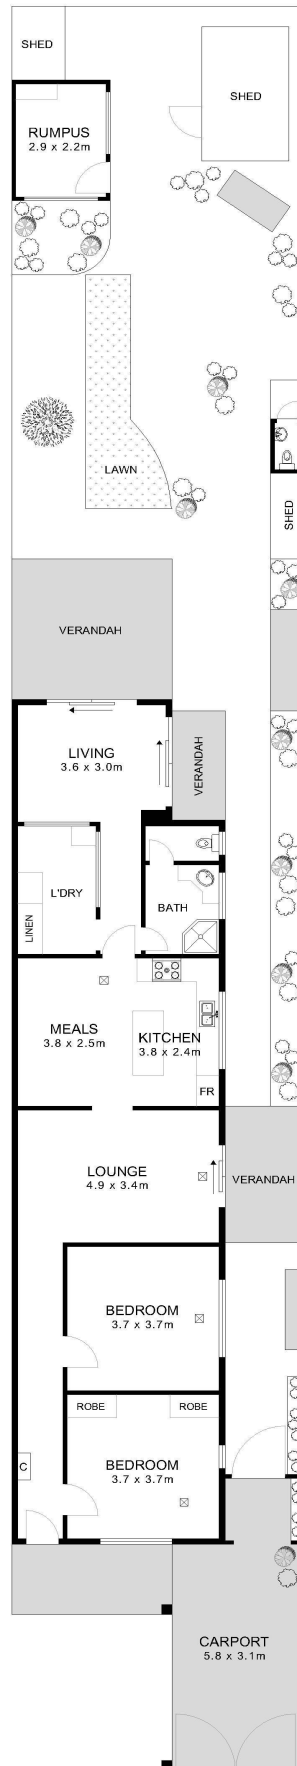 SHED
SHED
RUMPUS
2.9 x 2.2m
LAWN
SHED
VERANDAH
LIVING
3.6 x 3.0m
VERANDAH
L'DRY
LINEN
BATH
MEALS
3.8 x 2.5m
KITCHEN
3.8 x 2.4m
FR
LOUNGE
4.9 x 3.4m
VERANDAH
BEDROOM
3.7 x 3.7m
ROBE
ROBE
BEDROOM
3.7 x 3.7m
C
CARPORT
5.8 x 3.1m